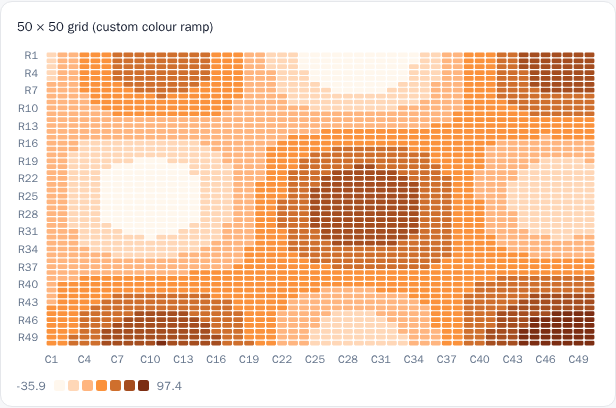 50 × 50 grid (custom colour ramp)
R1
R4
R7
R10
R13
R16
R19
R22
R25
R28
R31
R34
R37
R40
R43
R46
R49
C1 C4 C7 C10 C13 C16 C19 C22 C25 C28 C31 C34 C37 C40 C43 C46 C49
-35.9 97.4